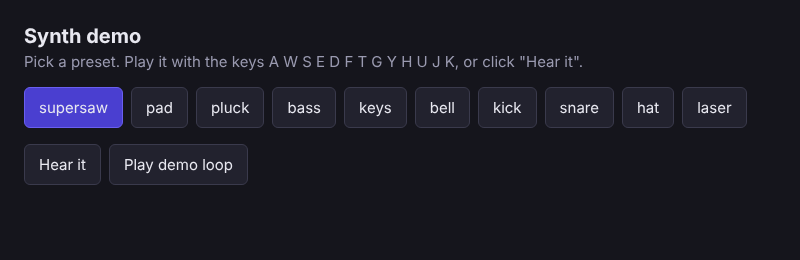 Synth demo
Pick a preset. Play it with the keys A W S E D F T G Y H U J K, or click "Hear it".
supersaw pad pluck bass keys bell kick snare hat laser
Hear it Play demo loop